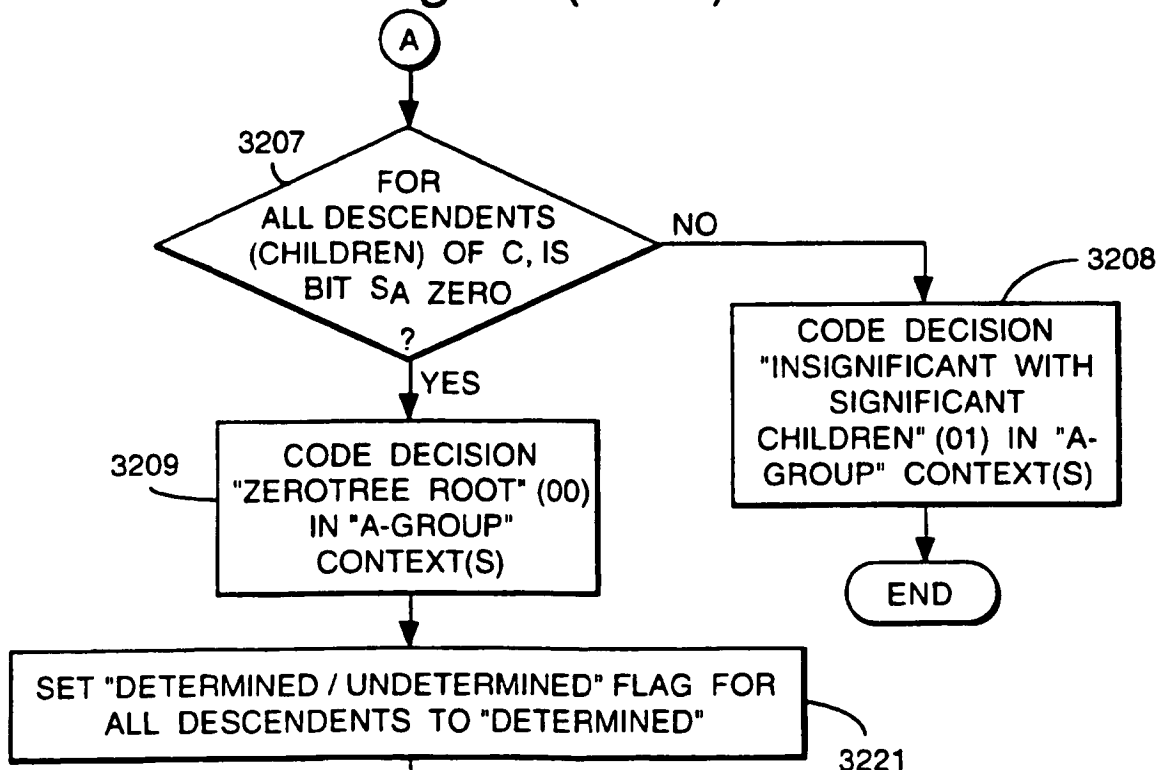 A
3207
FOR
ALL DESCENDENTS
(CHILDREN) OF C, IS
BIT SA ZERO
?
NO
YES
3208
CODE DECISION
"INSIGNIFICANT WITH
SIGNIFICANT
CHILDREN" (01) IN "A-
GROUP" CONTEXT(S)
END
3209
CODE DECISION
"ZEROTREE ROOT" (00)
IN "A-GROUP"
CONTEXT(S)
SET "DETERMINED / UNDETERMINED" FLAG FOR
ALL DESCENDENTS TO "DETERMINED"
3221